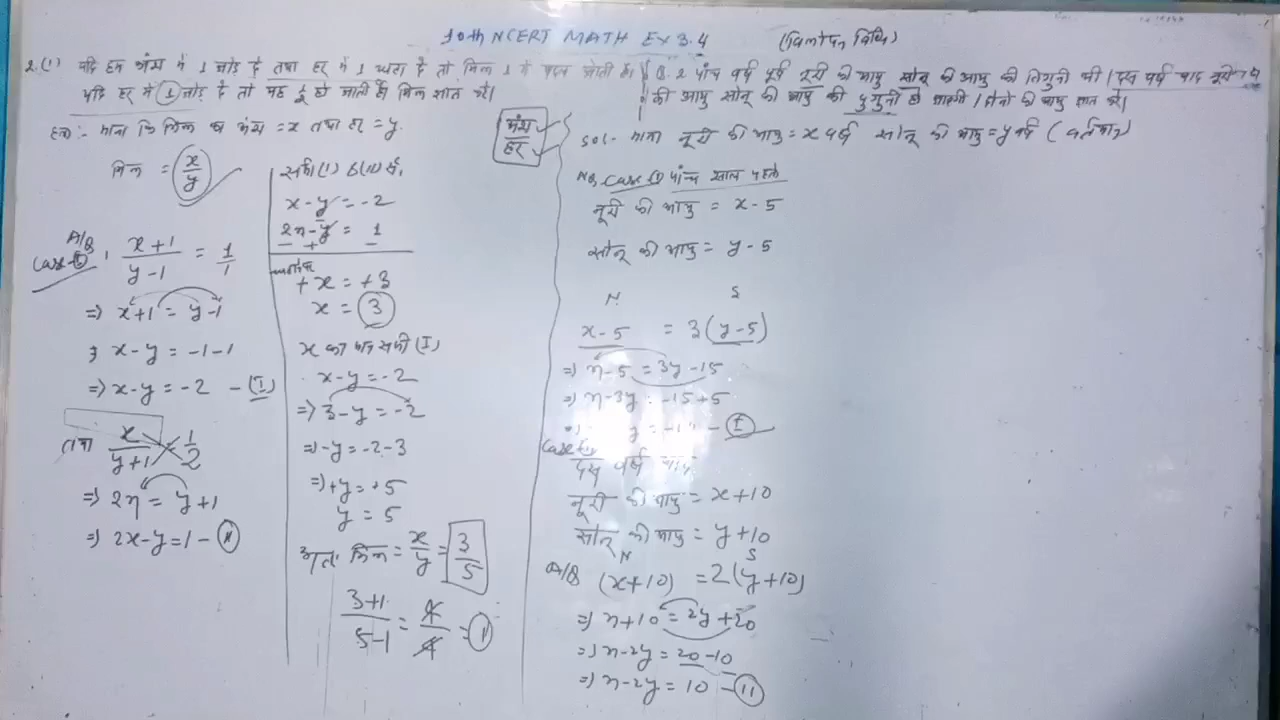 10th NCERT MATH EX 3.4 (विलोपन विधि)
2.(1) यदि हम अंश में 1 जोड़ दें तथा हर में 1 घटा दें तो भिन्न 1 में बदल जाती है।
यदि हर में 1 जोड़ दें तो यह 1/2 हो जाती है। भिन्न ज्ञात करें।
हल :- माना कि भिन्न का अंश = x तथा हर = y.
अंश/हर
भिन्न = x/y
A/Q
Case-I (x+1)/(y-1) = 1/1
=> x+1 = y-1
=> x-y = -1-1
=> x-y = -2 - (I)
तथा x/(y+1) = 1/2
=> 2x = y+1
=> 2x-y = 1 - (II)
समी (I) व (II) से,
x-y = -2
2x-y = 1
- + -
+x = +3
x = 3
x का मान समी (I)
x-y = -2
=> 3-y = -2
=> -y = -2-3
=> +y = +5
y = 5
अतः भिन्न = x/y = 3/5
(3+1)/(5-1) = 4/4 = 1
Q.2 पांच वर्ष पूर्व नूरी की आयु सोनू की आयु की तिगुनी थी। दस वर्ष बाद नूरी
की आयु सोनू की आयु की दुगुनी हो जाएगी। दोनों की आयु ज्ञात करें।
Sol- माना नूरी की आयु = x वर्ष सोनू की आयु = y वर्ष (वर्तमान)
Case (I) पांच साल पहले
नूरी की आयु = x-5
सोनू की आयु = y-5
N. S
x-5 = 3(y-5)
=> x-5 = 3y-15
=> x-3y = -15+5
y = -10 - (I)
Case
दस वर्ष बाद
नूरी की आयु = x+10
सोनू की आयु = y+10
N S
A/Q (x+10) = 2(y+10)
=> x+10 = 2y+20
=> x-2y = 20-10
=> x-2y = 10 - (II)